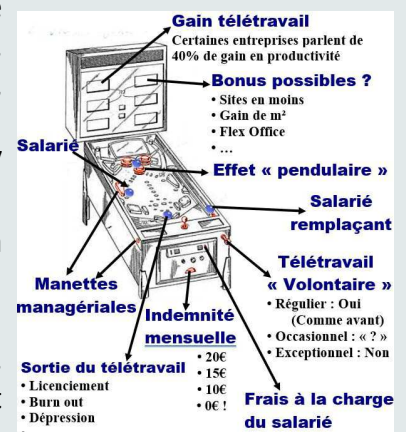 Gain télétravail
Certaines entreprises parlent de
40% de gain en productivité
Bonus possibles ?
• Sites en moins
• Gain de m²
• Flex Office
• ...
Salarié
Effet « pendulaire »
Salarié
remplaçant
Télétravail
« Volontaire »
• Régulier : Oui
(Comme avant)
• Occasionnel : « ? »
• Exceptionnel : Non
Manettes
managériales
Indemnité
mensuelle
• 20€
• 15€
• 10€
• 0€ !
Sortie du télétravail
• Licenciement
• Burn out
• Dépression
Frais à la charge
du salarié